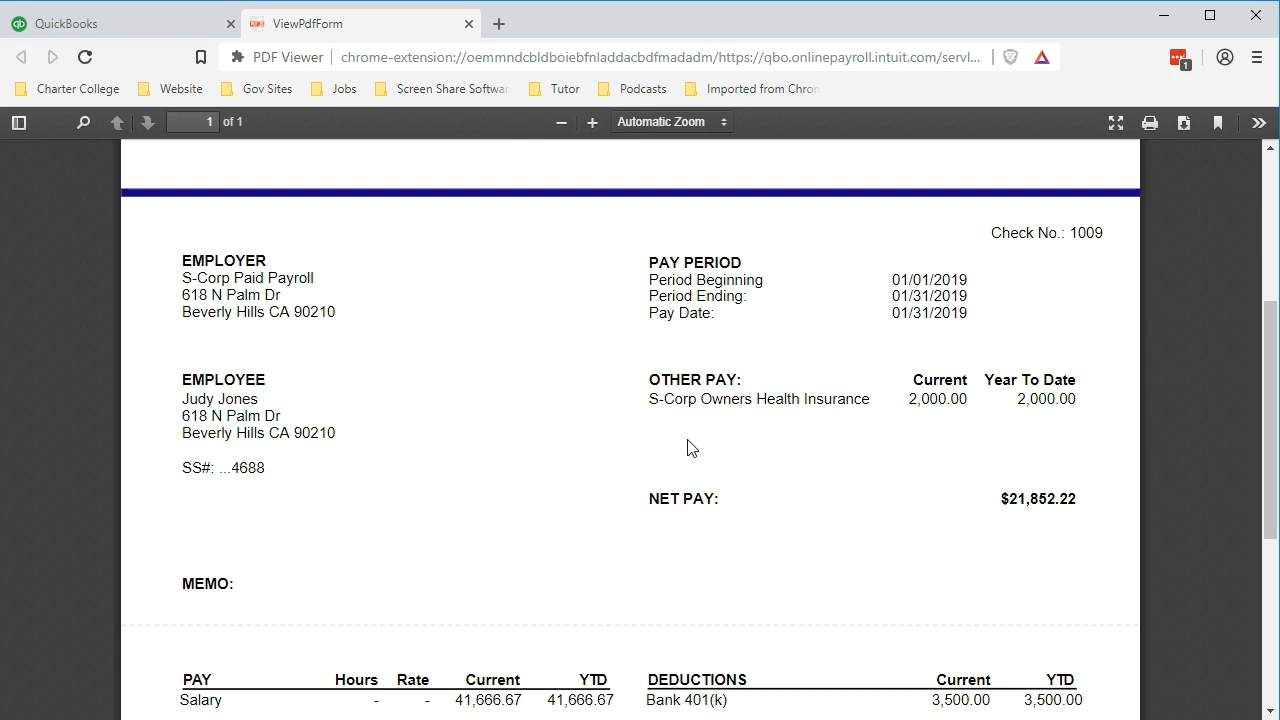 QuickBooks
ViewPdfForm
PDF Viewer
chrome-extension://oemmndcbldboiebfnladdacbdfmadadm/https://qbo.onlinepayroll.intuit.com/servl...
1
Charter College
Website
Gov Sites
Jobs
Screen Share Softwar
Tutor
Podcasts
Imported from Chron
1 of 1
Automatic Zoom
Check No.: 1009
EMPLOYER
S-Corp Paid Payroll
618 N Palm Dr
Beverly Hills CA 90210
PAY PERIOD
Period Beginning 01/01/2019
Period Ending: 01/31/2019
Pay Date: 01/31/2019
EMPLOYEE
Judy Jones
618 N Palm Dr
Beverly Hills CA 90210
SS#: ...4688
OTHER PAY: Current Year To Date
S-Corp Owners Health Insurance 2,000.00 2,000.00
NET PAY: $21,852.22
MEMO:
PAY Hours Rate Current YTD
Salary - - 41,666.67 41,666.67
DEDUCTIONS Current YTD
Bank 401(k) 3,500.00 3,500.00